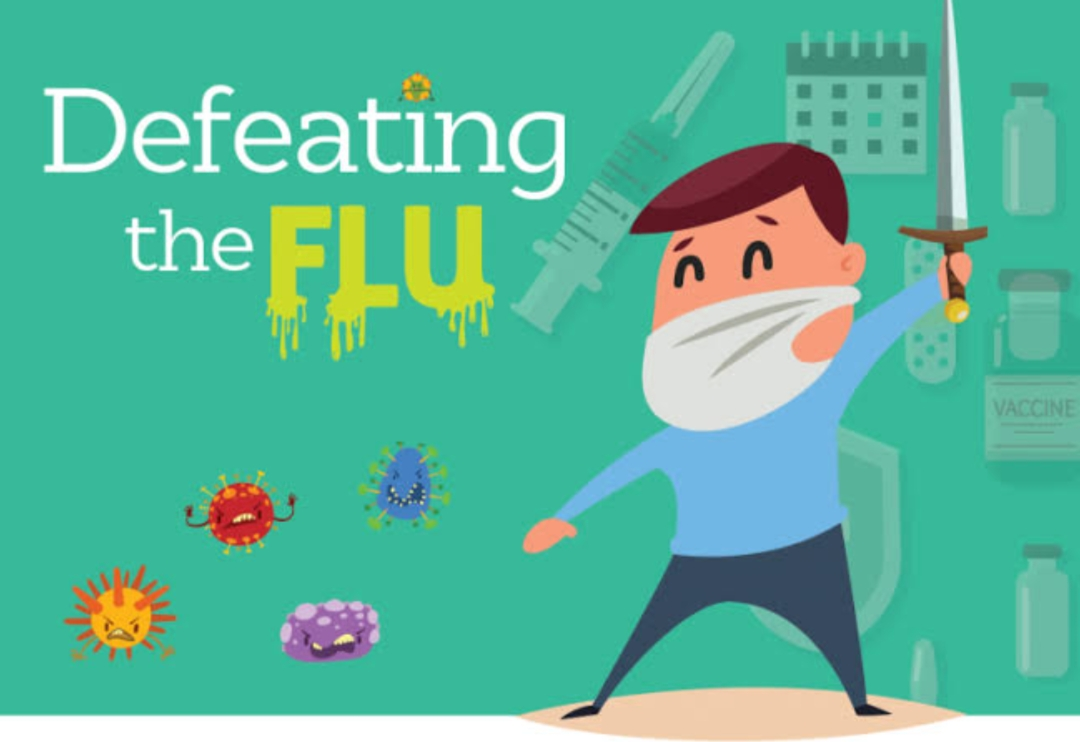 Defeating
the FLU
VACCINE